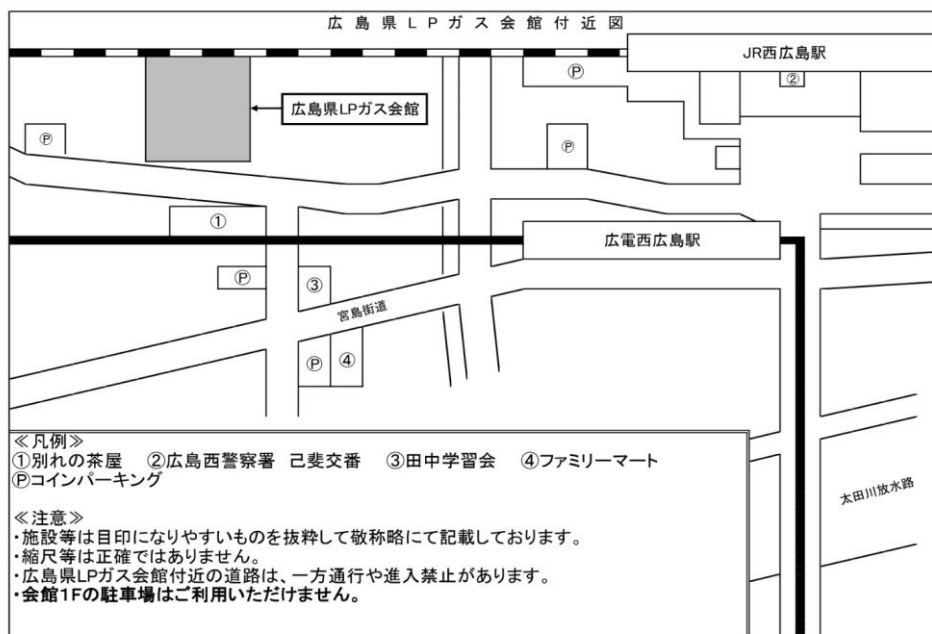 広島県LPガス会館付近図
JR西広島駅
Ⓟ
②
広島県LPガス会館
Ⓟ
Ⓟ
①
広電西広島駅
Ⓟ
③
宮島街道
Ⓟ
④
≪凡例≫
①別れの茶屋 ②広島西警察署 己斐交番 ③田中学習会 ④ファミリーマート
Ⓟコインパーキング
太田川放水路
≪注意≫
・施設等は目印になりやすいものを抜粋して敬称略にて記載しております。
・縮尺等は正確ではありません。
・広島県LPガス会館付近の道路は、一方通行や進入禁止があります。
・会館1Fの駐車場はご利用いただけません。